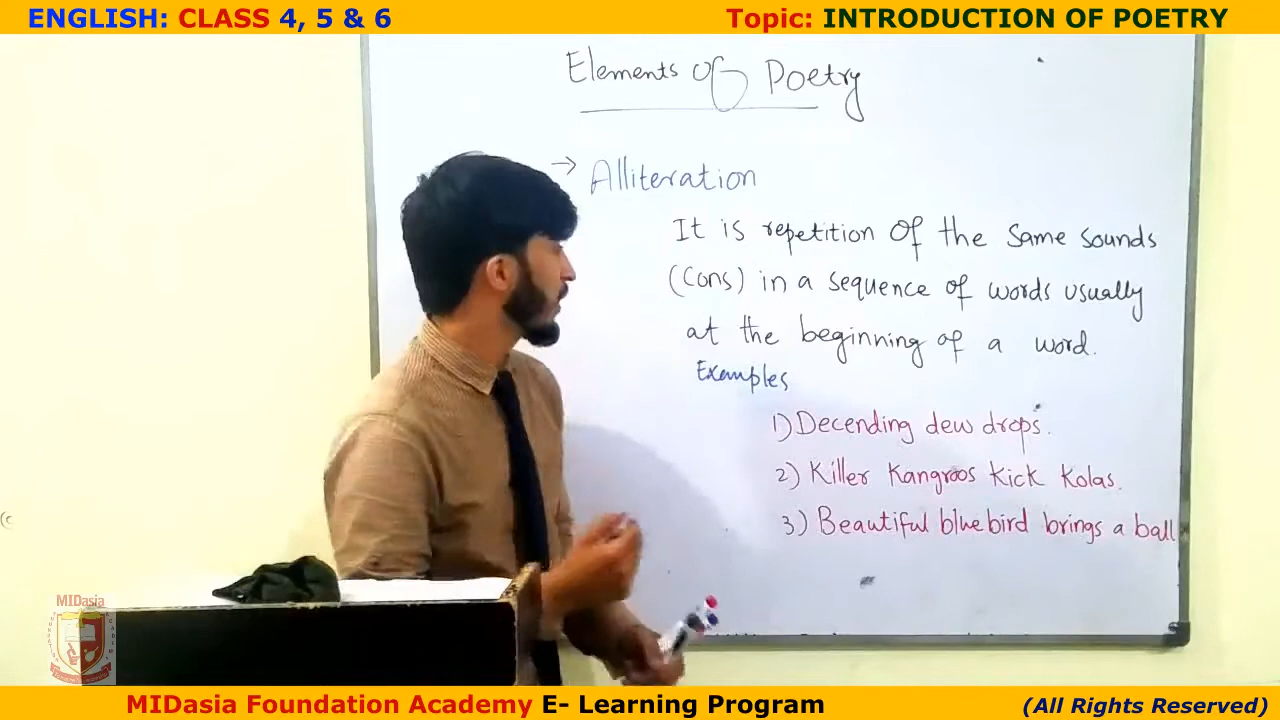 ENGLISH: CLASS 4, 5 & 6
Topic: INTRODUCTION OF POETRY
Elements of Poetry
→ Alliteration
It is repetition of the same sounds
(Cons) in a sequence of words usually
at the beginning of a word.
Examples
1) Decending dew drops.
2) Killer Kangroos Kick Kolas.
3) Beautiful bluebird brings a ball
MIDasia
MIDasia Foundation Academy E- Learning Program
(All Rights Reserved)